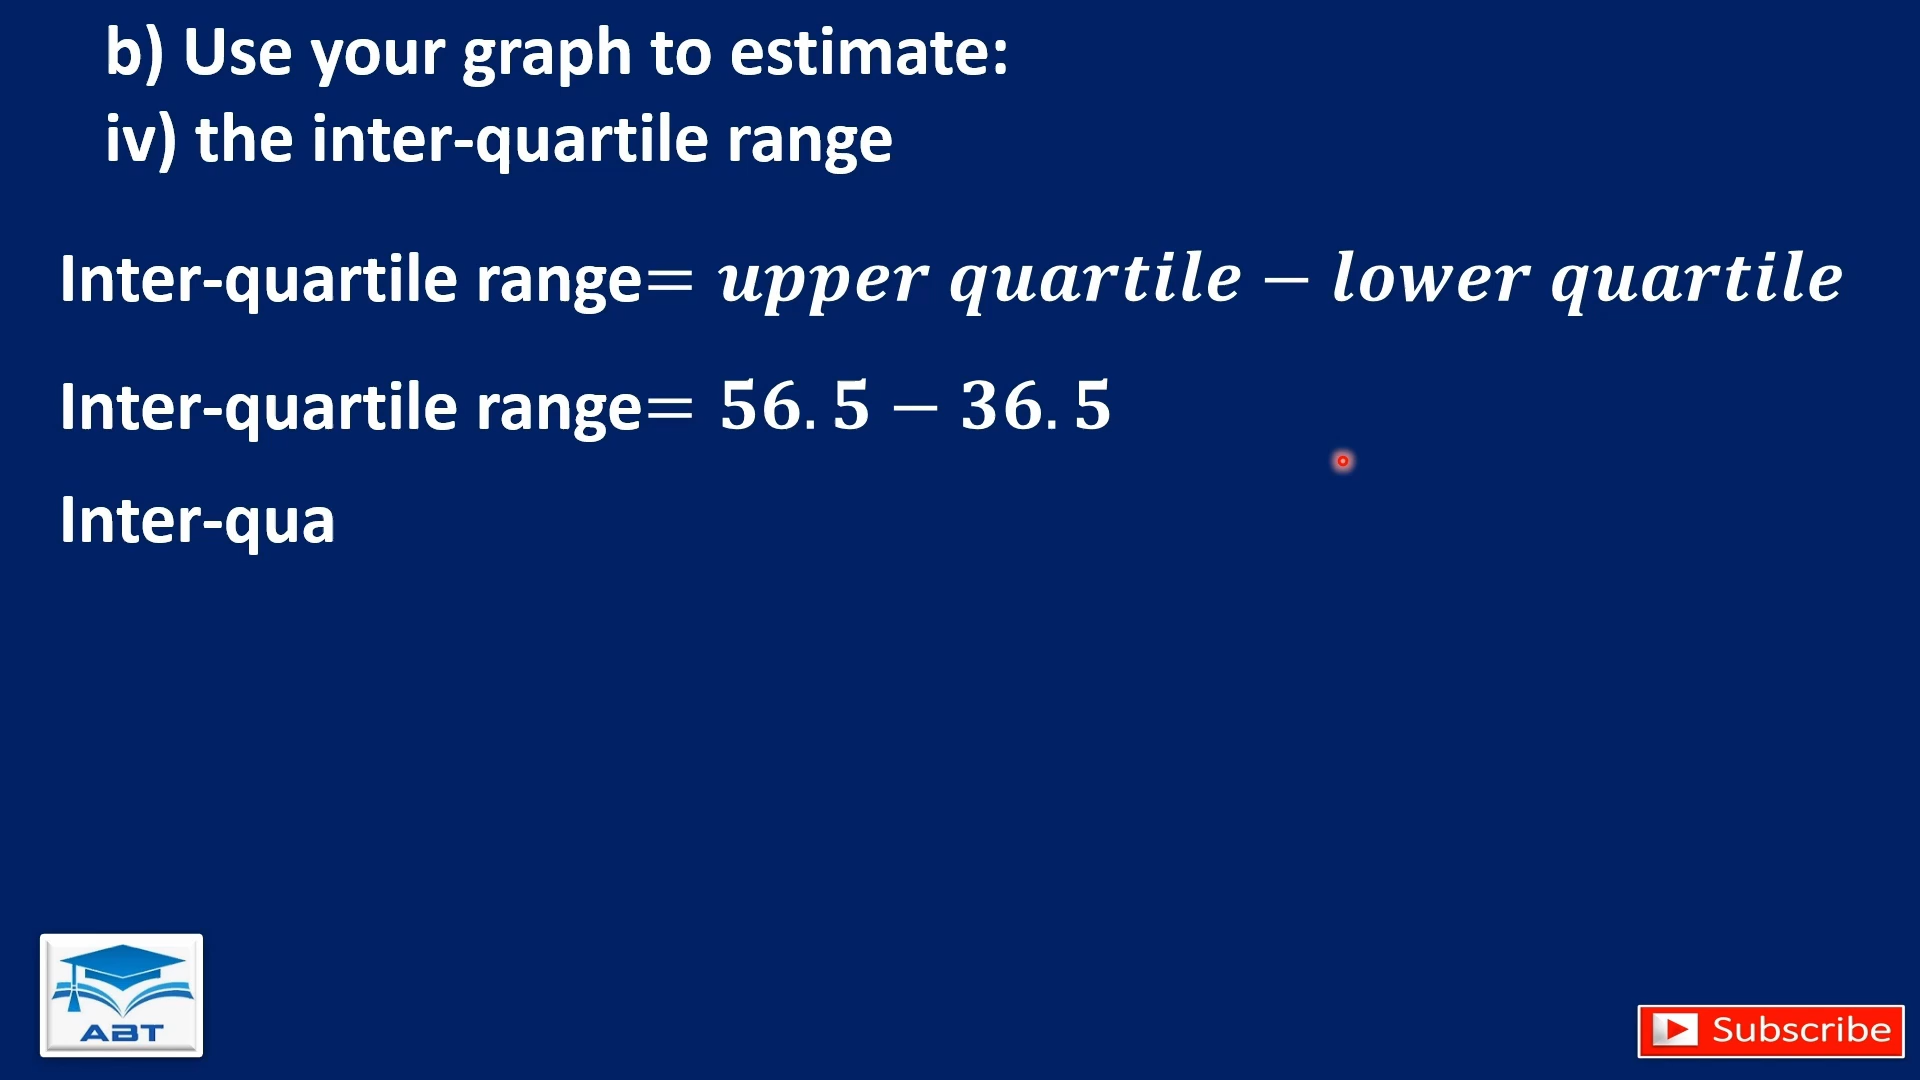 b) Use your graph to estimate:
iv) the inter-quartile range
Inter-quartile range= upper quartile − lower quartile
Inter-quartile range= 56.5 − 36.5
Inter-qua
ABT
Subscribe